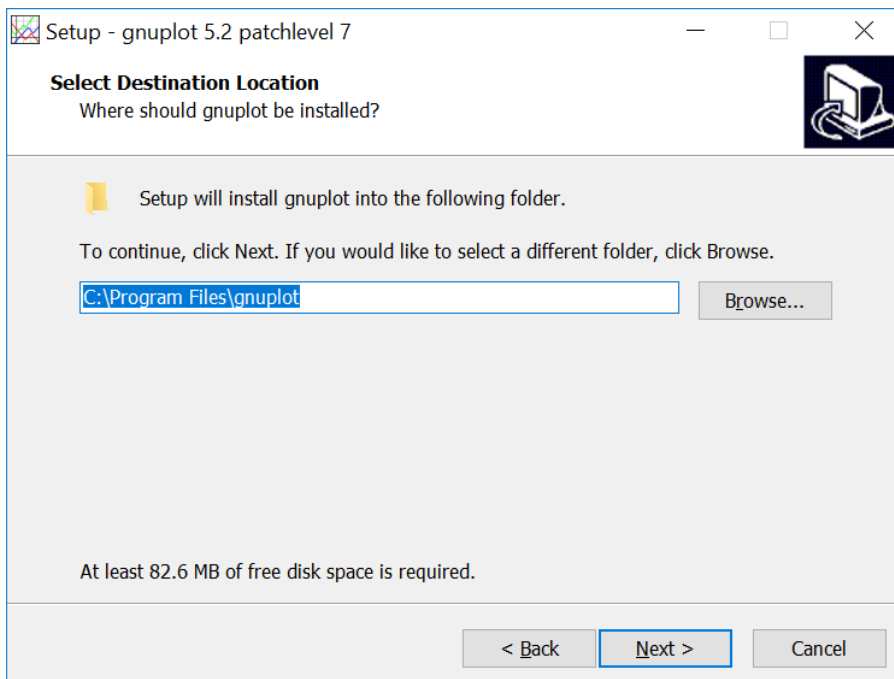 Setup - gnuplot 5.2 patchlevel 7
Select Destination Location
Where should gnuplot be installed?
Setup will install gnuplot into the following folder.
To continue, click Next. If you would like to select a different folder, click Browse.
C:\Program Files\gnuplot
Browse...
At least 82.6 MB of free disk space is required.
< Back Next > Cancel